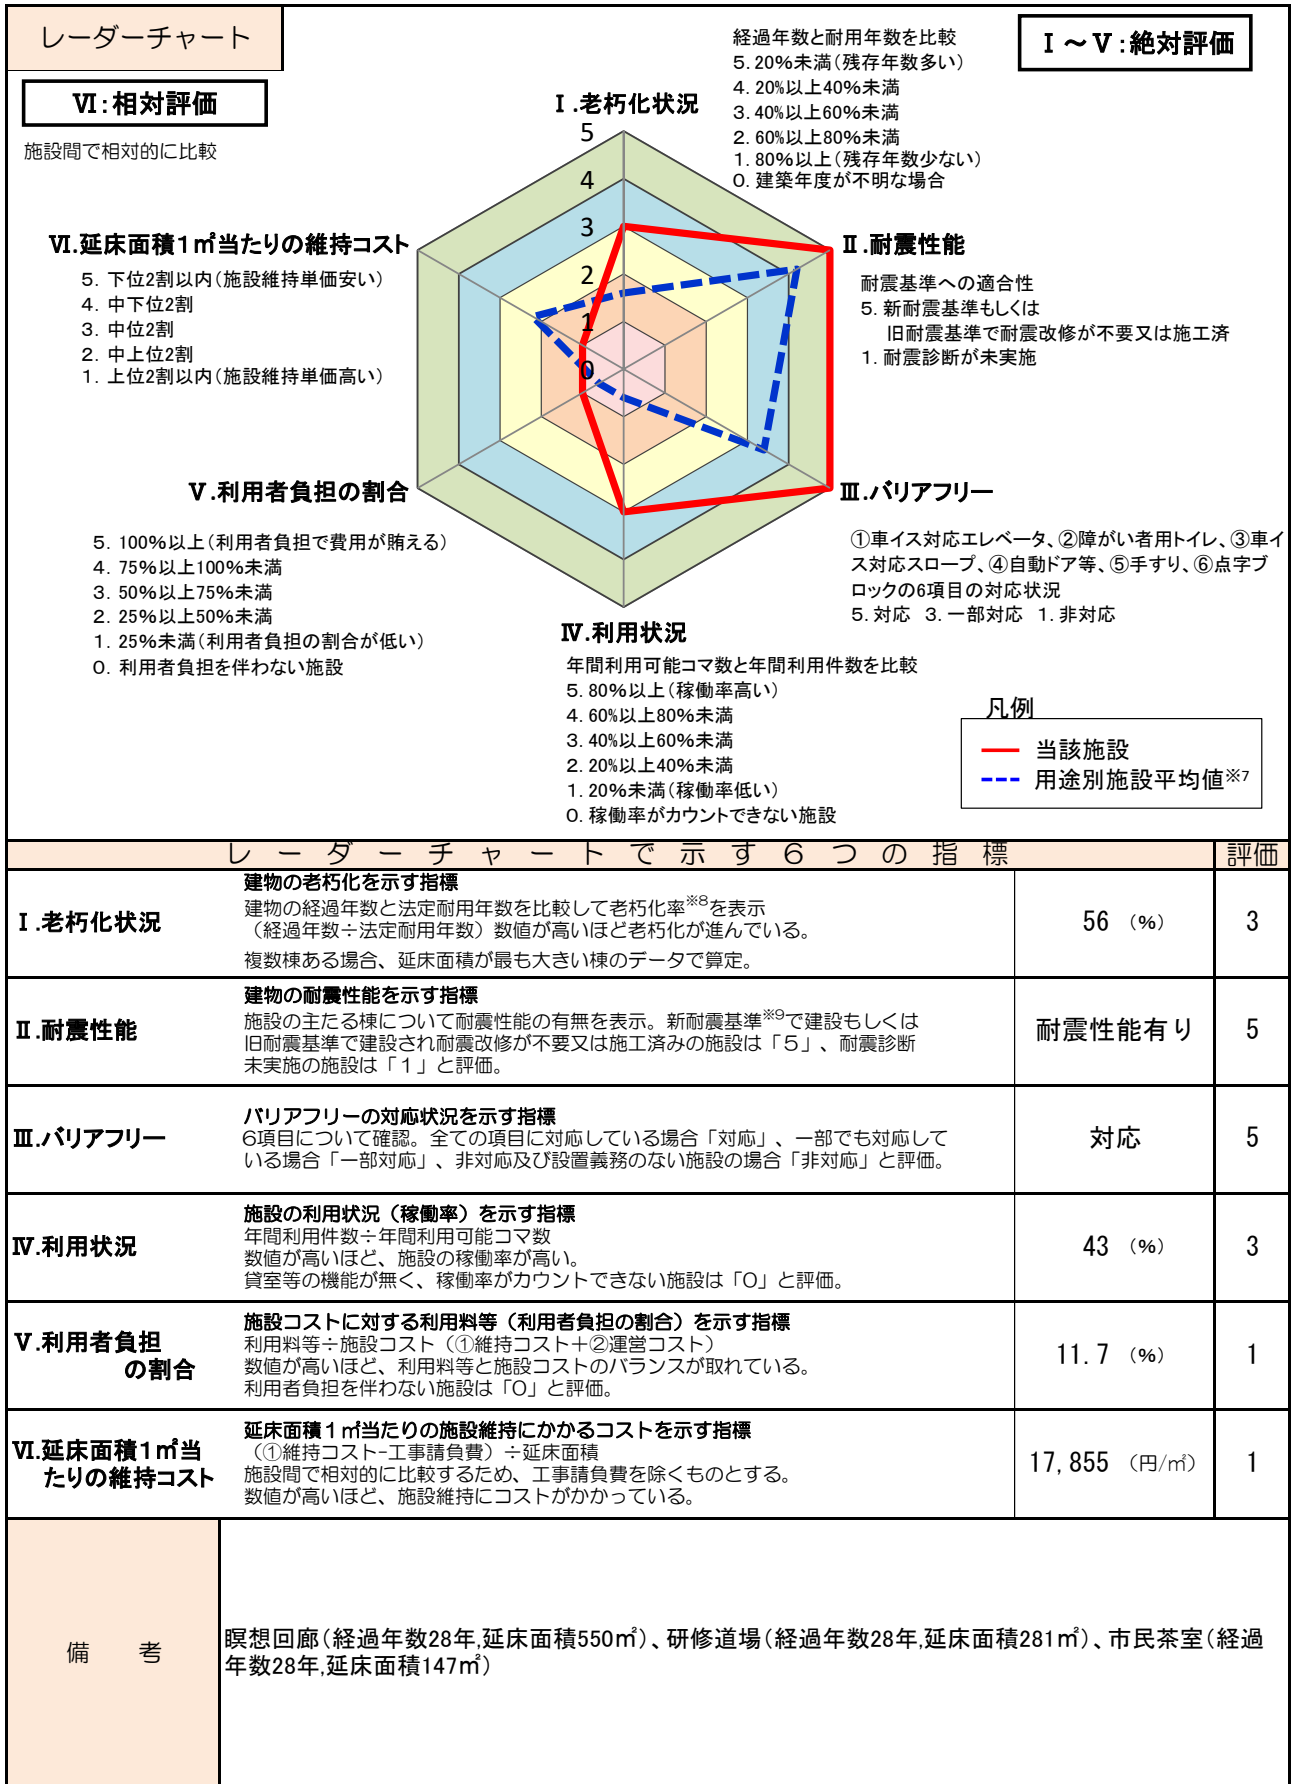 レーダーチャート
Ⅰ～Ⅴ:絶対評価
Ⅵ:相対評価
施設間で相対的に比較
Ⅰ.老朽化状況
経過年数と耐用年数を比較
5.20%未満(残存年数多い)
4.20%以上40%未満
3.40%以上60%未満
2.60%以上80%未満
1.80%以上(残存年数少ない)
0.建築年度が不明な場合
5
4
3
2
1
0
Ⅱ.耐震性能
耐震基準への適合性
5.新耐震基準もしくは
旧耐震基準で耐震改修が不要又は施工済
1.耐震診断が未実施
Ⅵ.延床面積1㎡当たりの維持コスト
5.下位2割以内(施設維持単価安い)
4.中下位2割
3.中位2割
2.中上位2割
1.上位2割以内(施設維持単価高い)
Ⅲ.バリアフリー
①車イス対応エレベータ、②障がい者用トイレ、③車イ
ス対応スロープ、④自動ドア等、⑤手すり、⑥点字ブ
ロックの6項目の対応状況
5.対応 3.一部対応 1.非対応
Ⅴ.利用者負担の割合
5.100%以上(利用者負担で費用が賄える)
4.75%以上100%未満
3.50%以上75%未満
2.25%以上50%未満
1.25%未満(利用者負担の割合が低い)
0.利用者負担を伴わない施設
Ⅳ.利用状況
年間利用可能コマ数と年間利用件数を比較
5.80%以上(稼働率高い)
4.60%以上80%未満
3.40%以上60%未満
2.20%以上40%未満
1.20%未満(稼働率低い)
0.稼働率がカウントできない施設
凡例
当該施設
用途別施設平均値※7
レーダーチャートで示す6つの指標 評価
Ⅰ.老朽化状況
建物の老朽化を示す指標
建物の経過年数と法定耐用年数を比較して老朽化率※8を表示
(経過年数÷法定耐用年数)数値が高いほど老朽化が進んでいる。
複数棟ある場合、延床面積が最も大きい棟のデータで算定。
56 (%) 3
Ⅱ.耐震性能
建物の耐震性能を示す指標
施設の主たる棟について耐震性能の有無を表示。新耐震基準※9で建設もしくは
旧耐震基準で建設され耐震改修が不要又は施工済みの施設は「5」、耐震診断
未実施の施設は「1」と評価。
耐震性能有り 5
Ⅲ.バリアフリー
バリアフリーの対応状況を示す指標
6項目について確認。全ての項目に対応している場合「対応」、一部でも対応して
いる場合「一部対応」、非対応及び設置義務のない施設の場合「非対応」と評価。
対応 5
Ⅳ.利用状況
施設の利用状況(稼働率)を示す指標
年間利用件数÷年間利用可能コマ数
数値が高いほど、施設の稼働率が高い。
貸室等の機能が無く、稼働率がカウントできない施設は「0」と評価。
43 (%) 3
Ⅴ.利用者負担
の割合
施設コストに対する利用料等(利用者負担の割合)を示す指標
利用料等÷施設コスト(①維持コスト+②運営コスト)
数値が高いほど、利用料等と施設コストのバランスが取れている。
利用者負担を伴わない施設は「0」と評価。
11.7 (%) 1
Ⅵ.延床面積1㎡当
たりの維持コスト
延床面積1㎡当たりの施設維持にかかるコストを示す指標
(①維持コスト-工事請負費)÷延床面積
施設間で相対的に比較するため、工事請負費を除くものとする。
数値が高いほど、施設維持にコストがかかっている。
17,855 (円/㎡) 1
備 考
瞑想回廊(経過年数28年,延床面積550㎡)、研修道場(経過年数28年,延床面積281㎡)、市民茶室(経過
年数28年,延床面積147㎡)